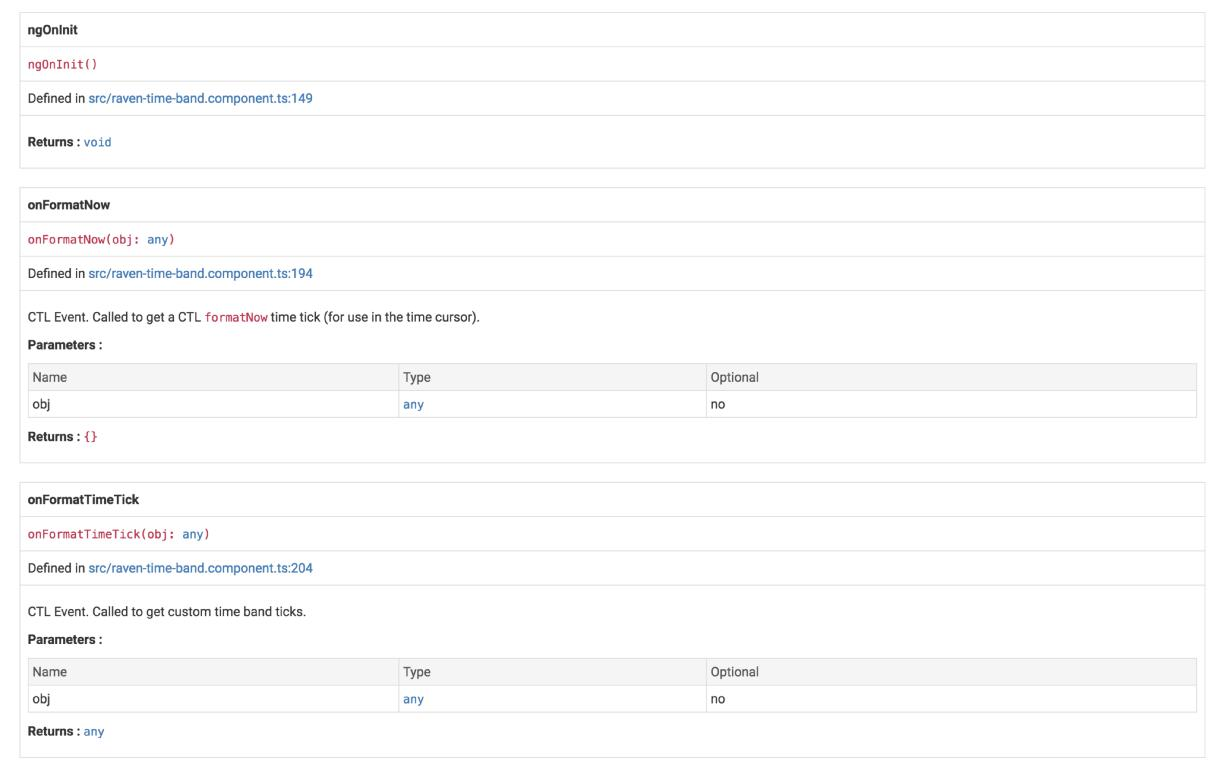 ngOnInit
ngOnInit()
Defined in src/raven-time-band.component.ts:149
Returns : void
onFormatNow
onFormatNow(obj: any)
Defined in src/raven-time-band.component.ts:194
CTL Event. Called to get a CTL formatNow time tick (for use in the time cursor).
Parameters :
Name Type Optional
obj any no
Returns : {}
onFormatTimeTick
onFormatTimeTick(obj: any)
Defined in src/raven-time-band.component.ts:204
CTL Event. Called to get custom time band ticks.
Parameters :
Name Type Optional
obj any no
Returns : any